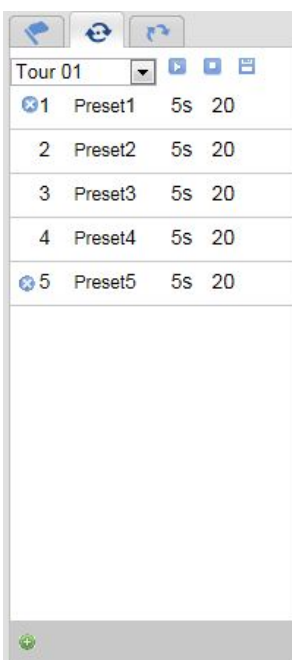 Tour 01
1 Preset1 5s 20
2 Preset2 5s 20
3 Preset3 5s 20
4 Preset4 5s 20
5 Preset5 5s 20